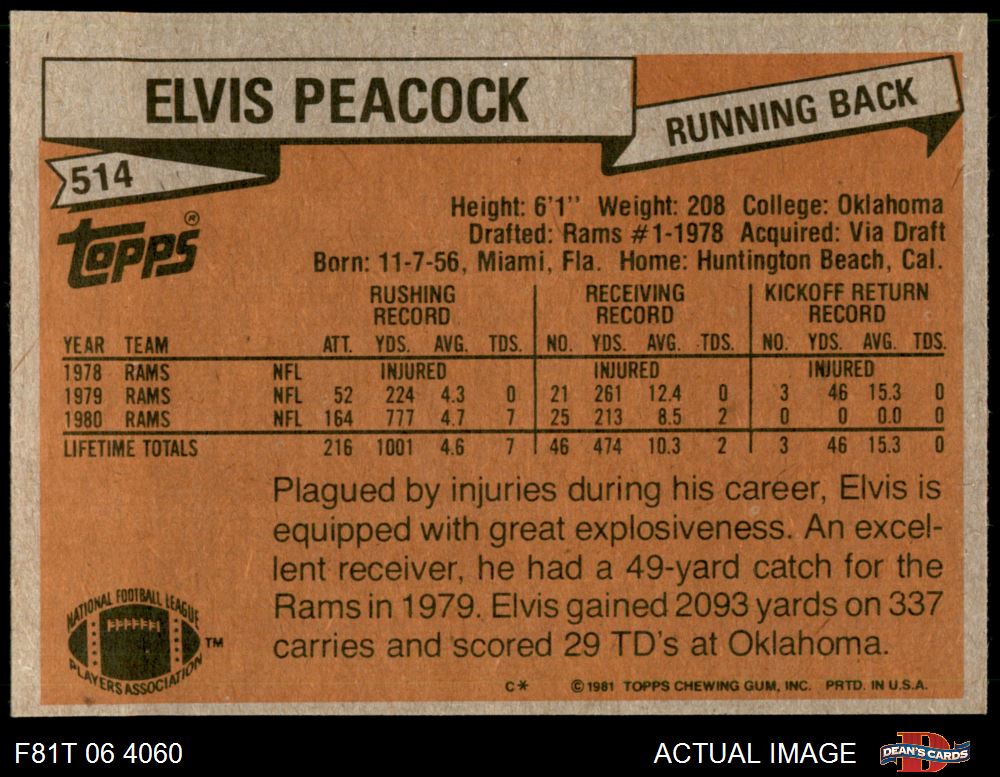 ELVIS PEACOCK
RUNNING BACK
514
topps®
Height: 6'1" Weight: 208 College: Oklahoma
Drafted: Rams #1-1978 Acquired: Via Draft
Born: 11-7-56, Miami, Fla. Home: Huntington Beach, Cal.
RUSHING RECORD RECEIVING RECORD KICKOFF RETURN RECORD
YEAR TEAM ATT. YDS. AVG. TDS. NO. YDS. AVG. TDS. NO. YDS. AVG. TDS.
1978 RAMS NFL INJURED INJURED INJURED
1979 RAMS NFL 52 224 4.3 0 21 261 12.4 0 3 46 15.3 0
1980 RAMS NFL 164 777 4.7 7 25 213 8.5 2 0 0 0.0 0
LIFETIME TOTALS 216 1001 4.6 7 46 474 10.3 2 3 46 15.3 0
Plagued by injuries during his career, Elvis is
equipped with great explosiveness. An excel-
lent receiver, he had a 49-yard catch for the
Rams in 1979. Elvis gained 2093 yards on 337
carries and scored 29 TD's at Oklahoma.
NATIONAL FOOTBALL LEAGUE
PLAYERS ASSOCIATION
TM
C* © 1981 TOPPS CHEWING GUM, INC. PRTD. IN U.S.A.
F81T 06 4060
ACTUAL IMAGE
D
DEAN'S CARDS